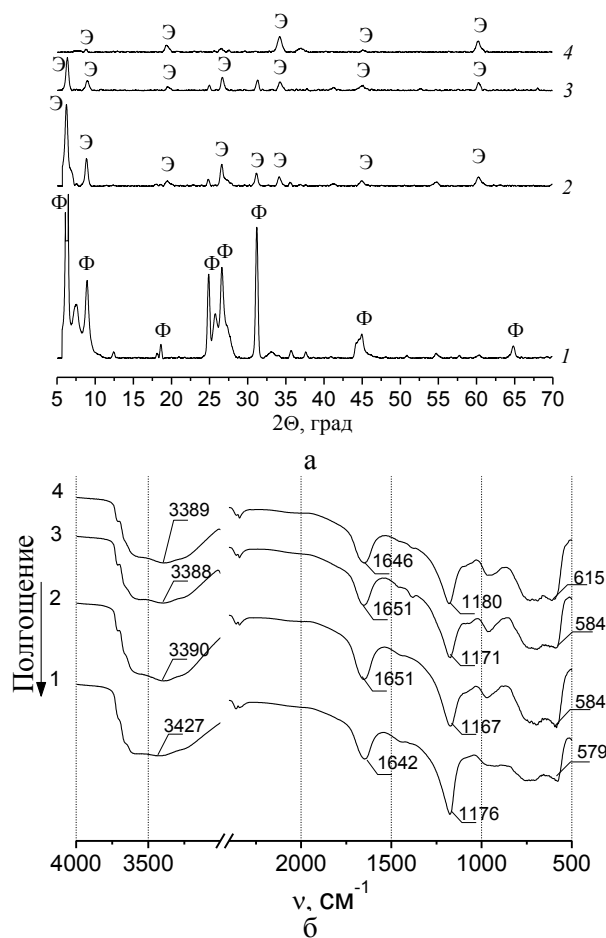 Э Э Э Э 4
Э Э Э Э Э Э Э 3
Э Э Э Э Э Э Э Э 2
Ф Ф Ф Ф Ф Ф Ф Ф 1
5 10 15 20 25 30 35 40 45 50 55 60 65 70
2Θ, град
а
4 3389 1646 1180 615
3 3388 1651 1171 584
2 3390 1651 1167 584
1 3427 1642 1176 579
Полгощение
4000 3500 2000 1500 1000 500
ν, см-1
б